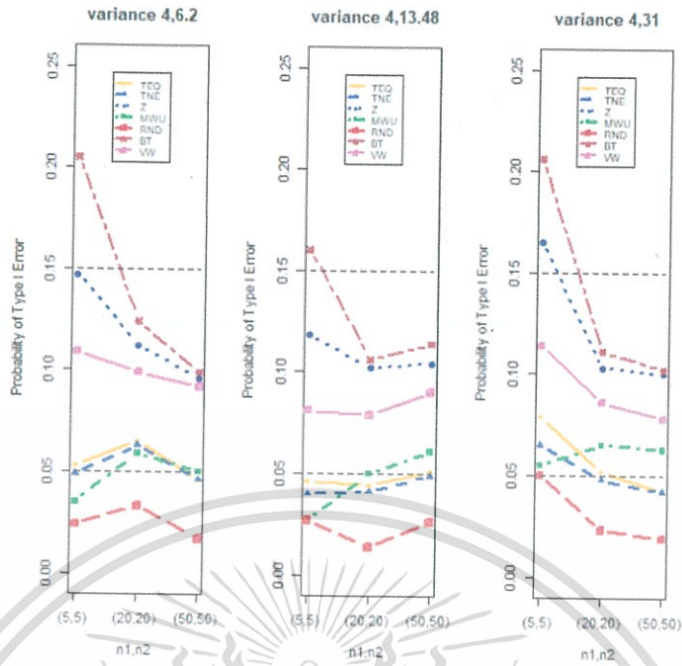 variance 4,6.2
Probability of Type I Error
0.25
0.20
0.15
0.10
0.05
0.00
TEQ
TNE
Z
MWU
RND
BT
VW
(5,5)
(20,20)
(50,50)
n1,n2
variance 4,13.48
Probability of Type I Error
0.25
0.20
0.15
0.10
0.05
0.00
TEQ
TNE
Z
MWU
RND
BT
VW
(5,5)
(20,20)
(50,50)
n1,n2
variance 4,31
Probability of Type I Error
0.25
0.20
0.15
0.10
0.05
0.00
TEQ
TNE
Z
MWU
RND
BT
VW
(5,5)
(20,20)
(50,50)
n1,n2